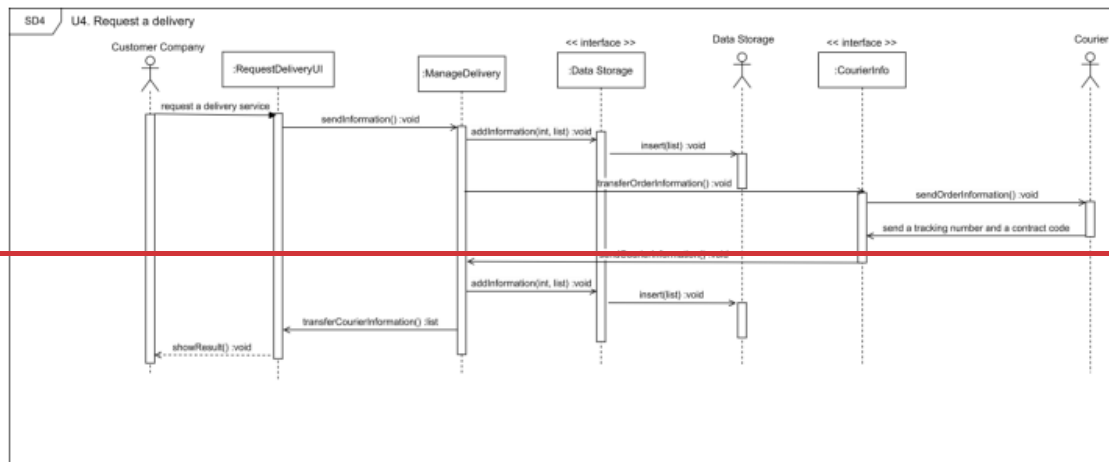 SD4 U4. Request a delivery
<< interface >> Data Storage << interface >> Courier
Customer Company
:RequestDeliveryUI :ManageDelivery :Data Storage :CourierInfo
request a delivery service
sendInformation() :void
addInformation(int, list) :void
insert(list) :void
transferOrderInformation() :void
sendOrderInformation() :void
send a tracking number and a contract code
addInformation(int, list) :void
insert(list) :void
transferCourierInformation() :list
showResult() :void